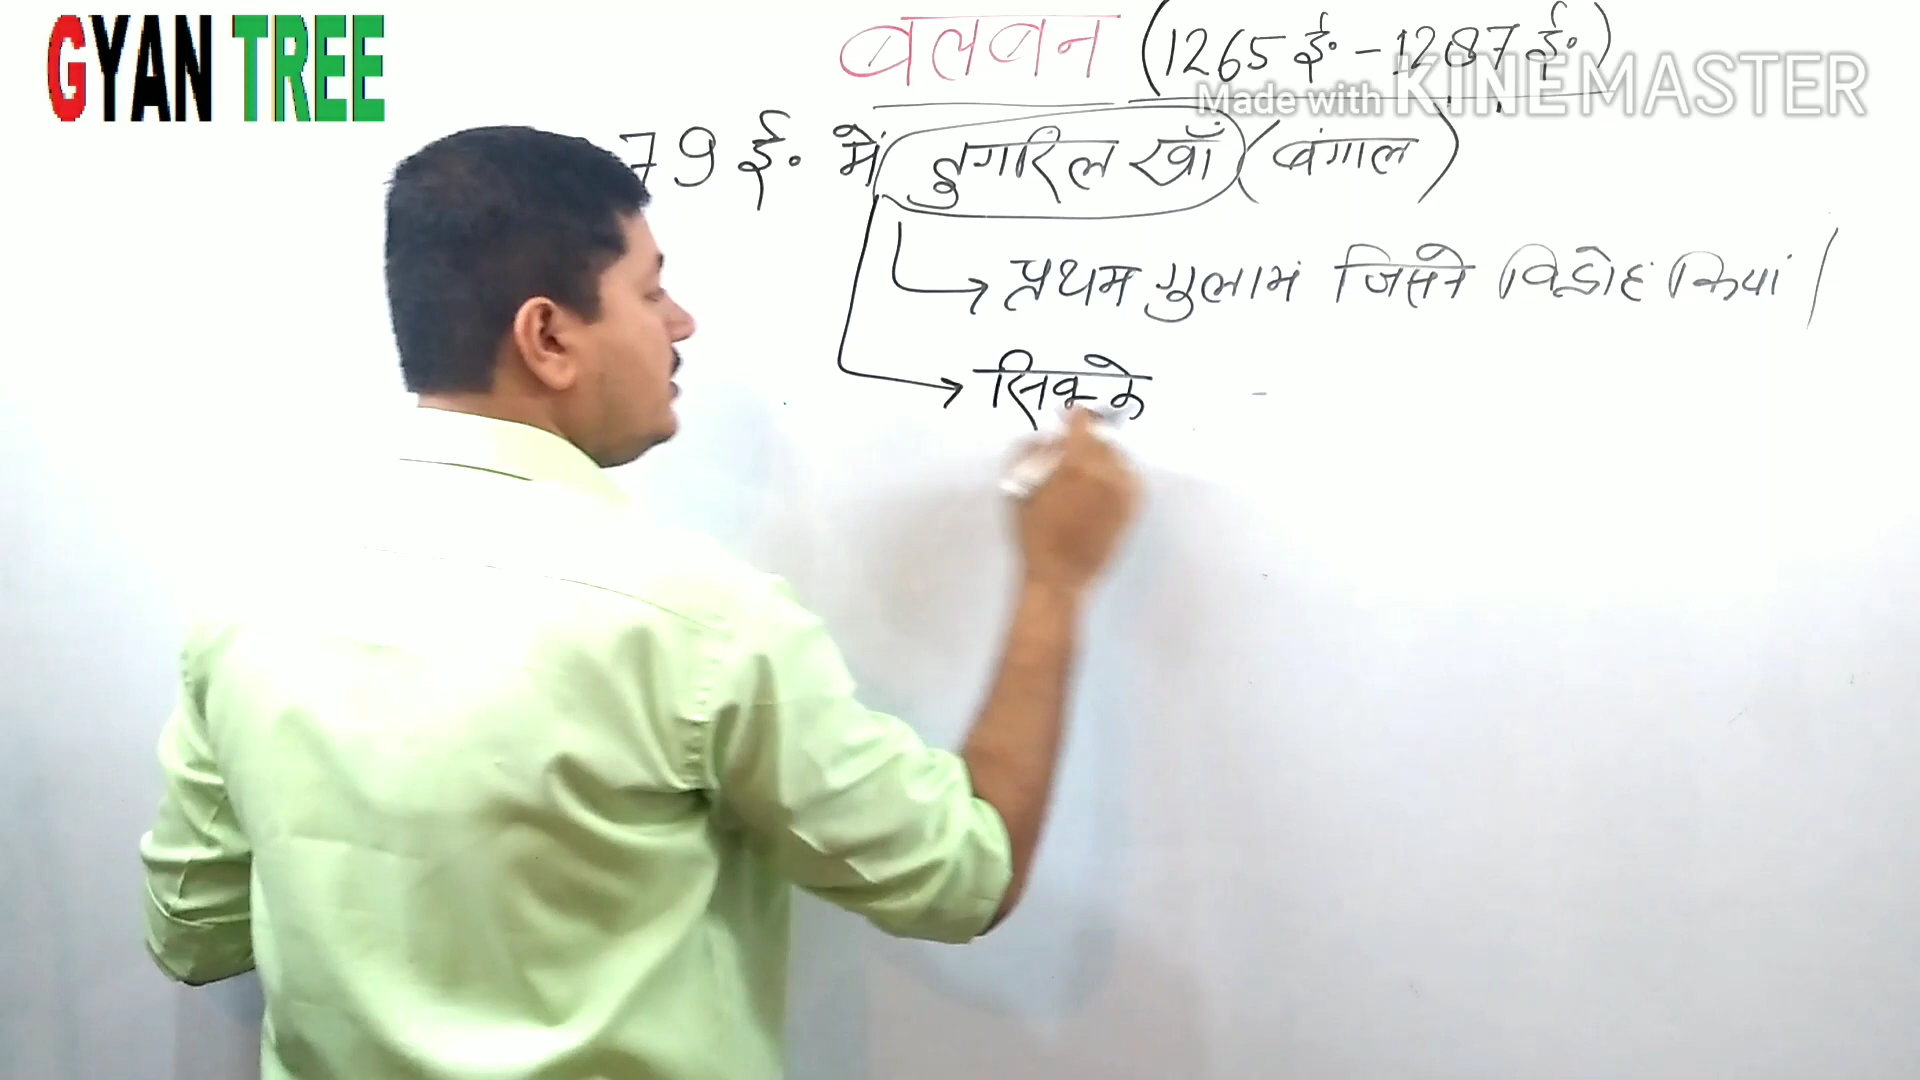 GYAN TREE
बलबन (1265 ई॰ - 1287 ई॰)
Made with KINEMASTER
79 ई॰ में तुगरिल खाँ (बंगाल)
प्रथम गुलाम जिसने विद्रोह किया।
सिक्के